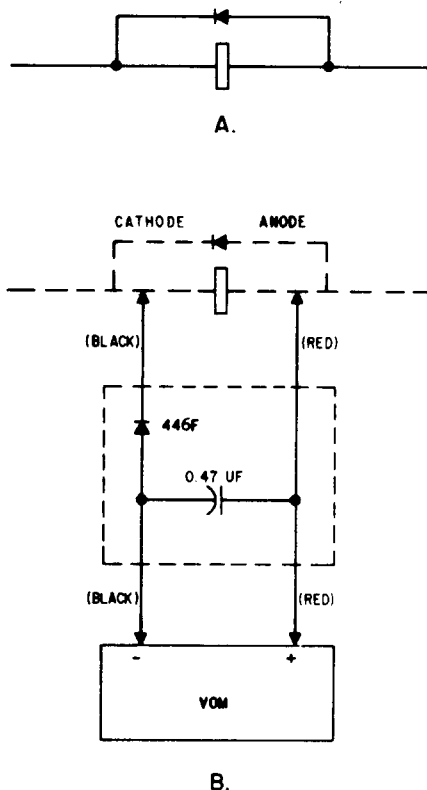 A.
CATHODE ANODE
(BLACK) (RED)
446F
0.47 UF
(BLACK) (RED)
- +
VOM
B.